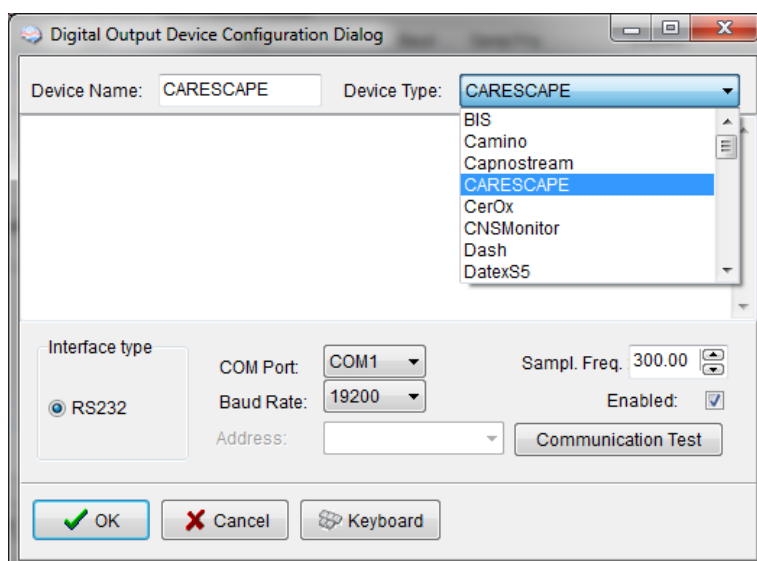 Digital Output Device Configuration Dialog
Device Name: CARESCAPE Device Type: CARESCAPE
BIS
Camino
Capnostream
CARESCAPE
CerOx
CNSMonitor
Dash
DatexS5
Interface type
RS232
COM Port: COM1 Sampl. Freq. 300.00
Baud Rate: 19200 Enabled:
Address: Communication Test
OK Cancel Keyboard